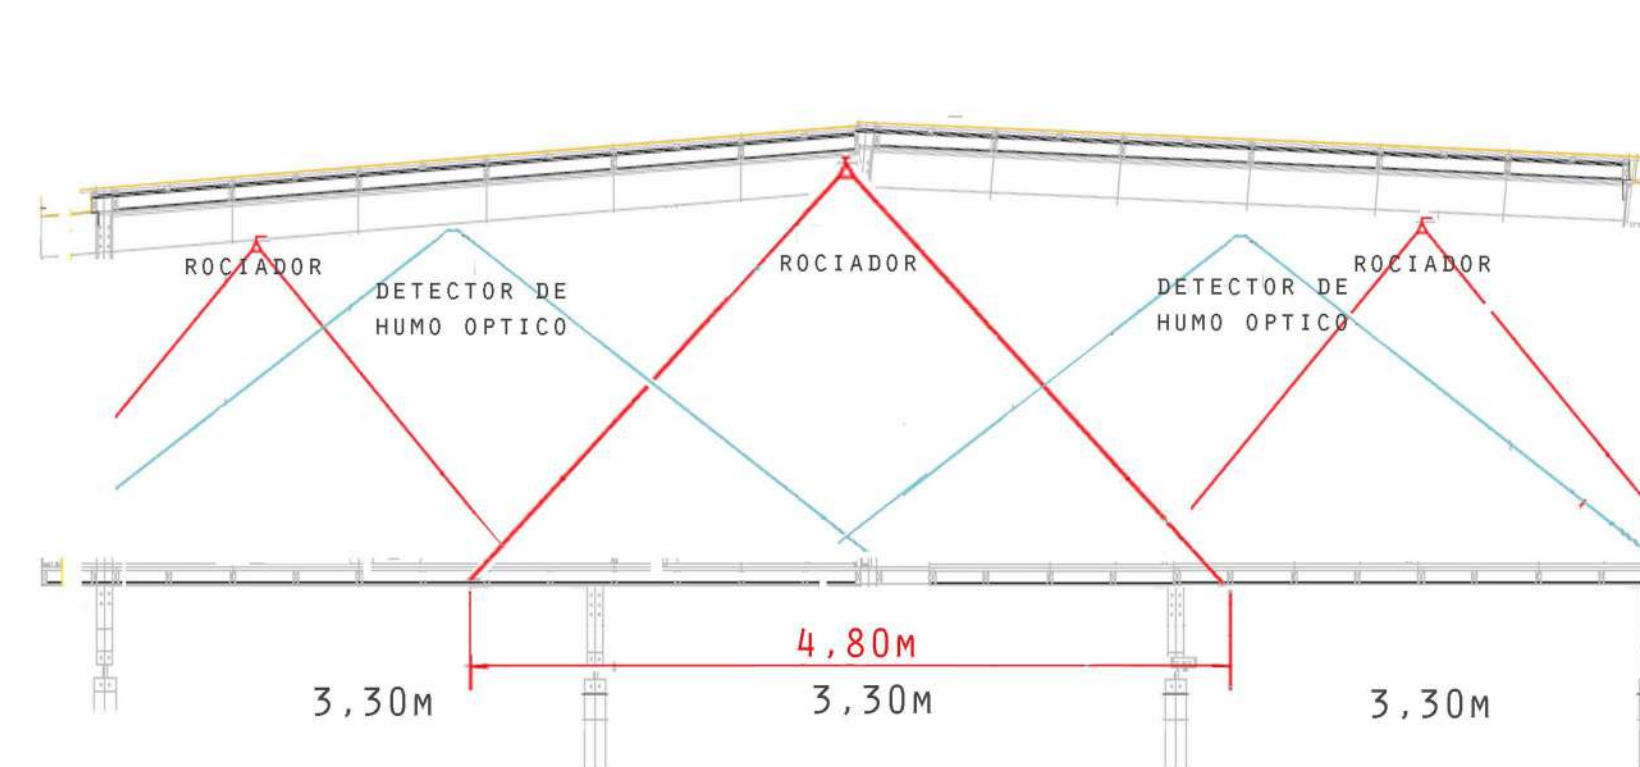 ROCIADOR
DETECTOR DE
HUMO OPTICO
ROCIADOR
DETECTOR DE
HUMO OPTICO
ROCIADOR
4,80M
3,30M
3,30M
3,30M